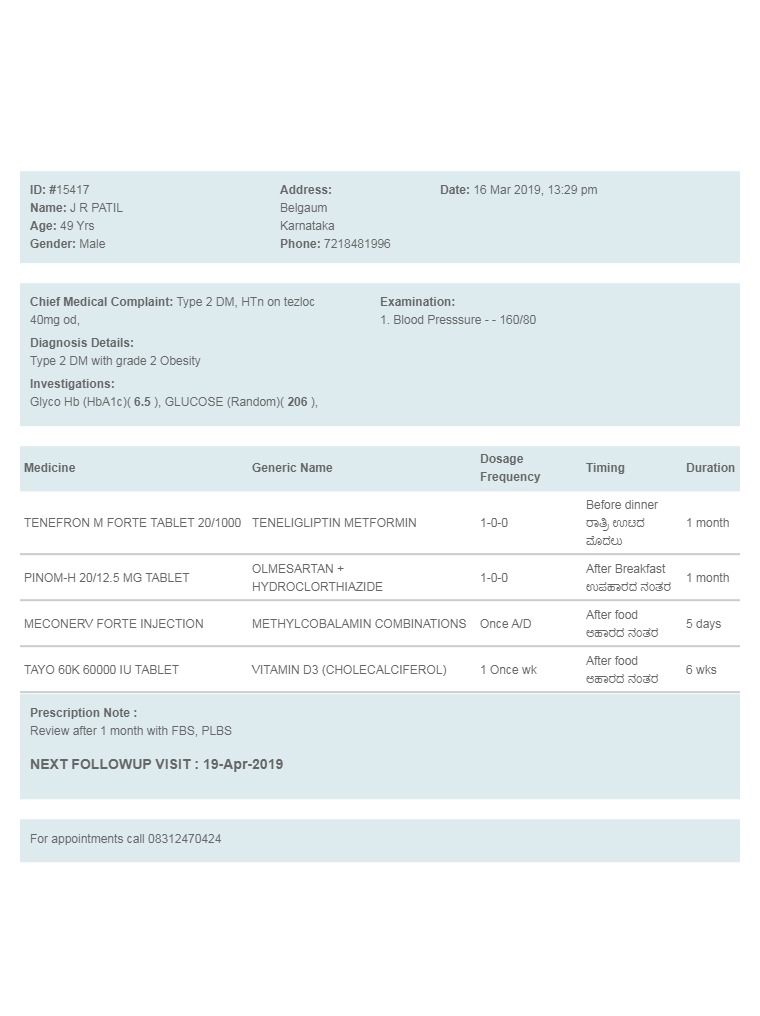 ID: #15417
Name: J R PATIL
Age: 49 Yrs
Gender: Male
Address:
Belgaum
Karnataka
Phone: 7218481996
Date: 16 Mar 2019, 13:29 pm
Chief Medical Complaint: Type 2 DM, HTn on tezloc
40mg od,
Diagnosis Details:
Type 2 DM with grade 2 Obesity
Investigations:
Glyco Hb (HbA1c)( 6.5 ), GLUCOSE (Random)( 206 ),
Examination:
1. Blood Presssure - - 160/80
Medicine Generic Name Dosage Frequency Timing Duration
TENEFRON M FORTE TABLET 20/1000 TENELIGLIPTIN METFORMIN 1-0-0 Before dinner ರಾತ್ರಿ ಊಟದ ಮೊದಲು 1 month
PINOM-H 20/12.5 MG TABLET OLMESARTAN + HYDROCLORTHIAZIDE 1-0-0 After Breakfast ಉಪಹಾರದ ನಂತರ 1 month
MECONERV FORTE INJECTION METHYLCOBALAMIN COMBINATIONS Once A/D After food ಆಹಾರದ ನಂತರ 5 days
TAYO 60K 60000 IU TABLET VITAMIN D3 (CHOLECALCIFEROL) 1 Once wk After food ಆಹಾರದ ನಂತರ 6 wks
Prescription Note :
Review after 1 month with FBS, PLBS
NEXT FOLLOWUP VISIT : 19-Apr-2019
For appointments call 08312470424